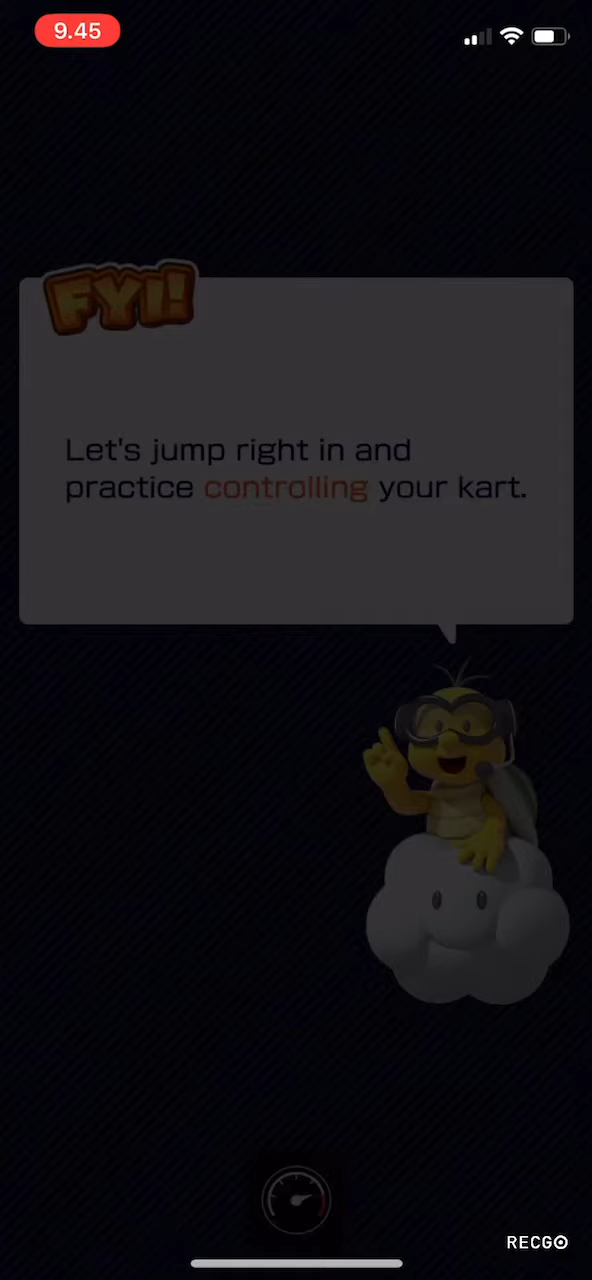 9.45
FYI!
Let's jump right in and
practice controlling your kart.
RECGO